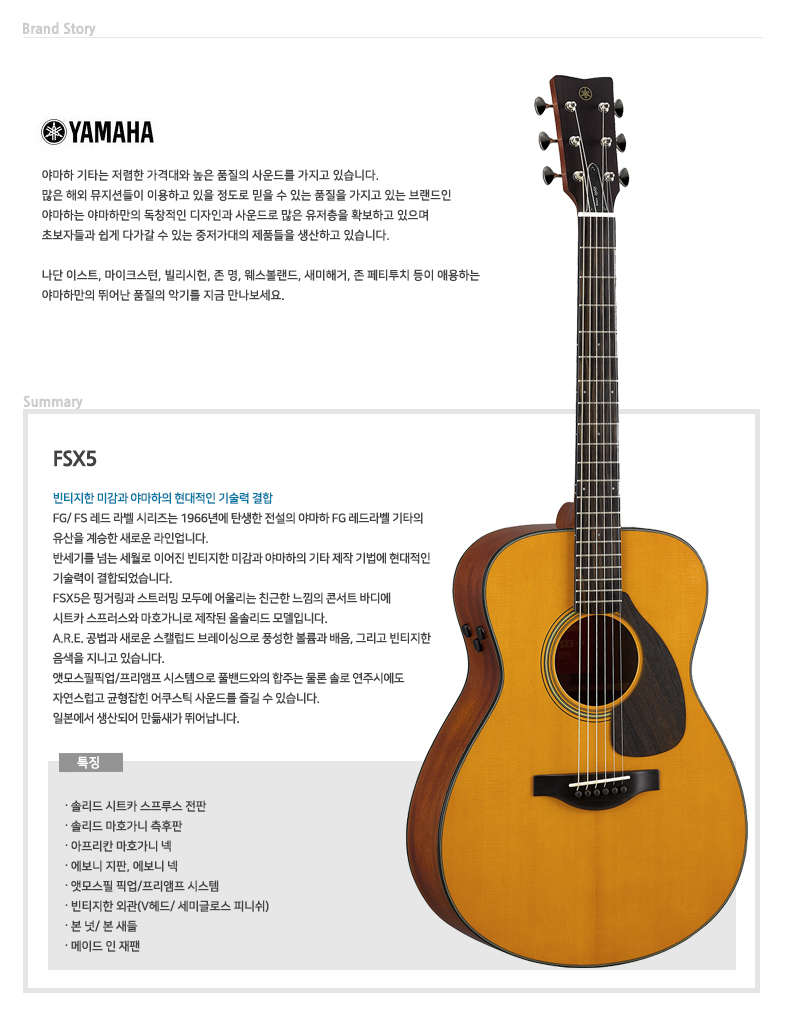 Brand Story
YAMAHA
야마하 기타는 저렴한 가격대와 높은 품질의 사운드를 가지고 있습니다.
많은 해외 뮤지션들이 이용하고 있을 정도로 믿을 수 있는 품질을 가지고 있는 브랜드인
야마하는 야마하만의 독창적인 디자인과 사운드로 많은 유저층을 확보하고 있으며
초보자들과 쉽게 다가갈 수 있는 중저가대의 제품들을 생산하고 있습니다.
나단 이스트, 마이크스턴, 빌리시헌, 존 명, 웨스볼랜드, 새미해거, 존 페티투치 등이 애용하는
야마하만의 뛰어난 품질의 악기를 지금 만나보세요.
Summary
FSX5
빈티지한 미감과 야마하의 현대적인 기술력 결합
FG/ FS 레드 라벨 시리즈는 1966년에 탄생한 전설의 야마하 FG 레드라벨 기타의
유산을 계승한 새로운 라인업니다.
반세기를 넘는 세월로 이어진 빈티지한 미감과 야마하의 기타 제작 기법에 현대적인
기술력이 결합되었습니다.
FSX5은 핑거링과 스트러밍 모두에 어울리는 친근한 느낌의 콘서트 바디에
시트카 스프러스와 마호가니로 제작된 올솔리드 모델입니다.
A.R.E. 공법과 새로운 스캘럽드 브레이싱으로 풍성한 볼륨과 배음, 그리고 빈티지한
음색을 지니고 있습니다.
앳모스필픽업/프리앰프 시스템으로 풀밴드와의 합주는 물론 솔로 연주시에도
자연스럽고 균형잡힌 어쿠스틱 사운드를 즐길 수 있습니다.
일본에서 생산되어 만듦새가 뛰어납니다.
특징
· 솔리드 시트카 스프루스 전판
· 솔리드 마호가니 측후판
· 아프리칸 마호가니 넥
· 에보니 지판, 에보니 넥
· 앳모스필 픽업/프리앰프 시스템
· 빈티지한 외관(V헤드/ 세미글로스 피니쉬)
· 본 넛/ 본 새들
· 메이드 인 재팬